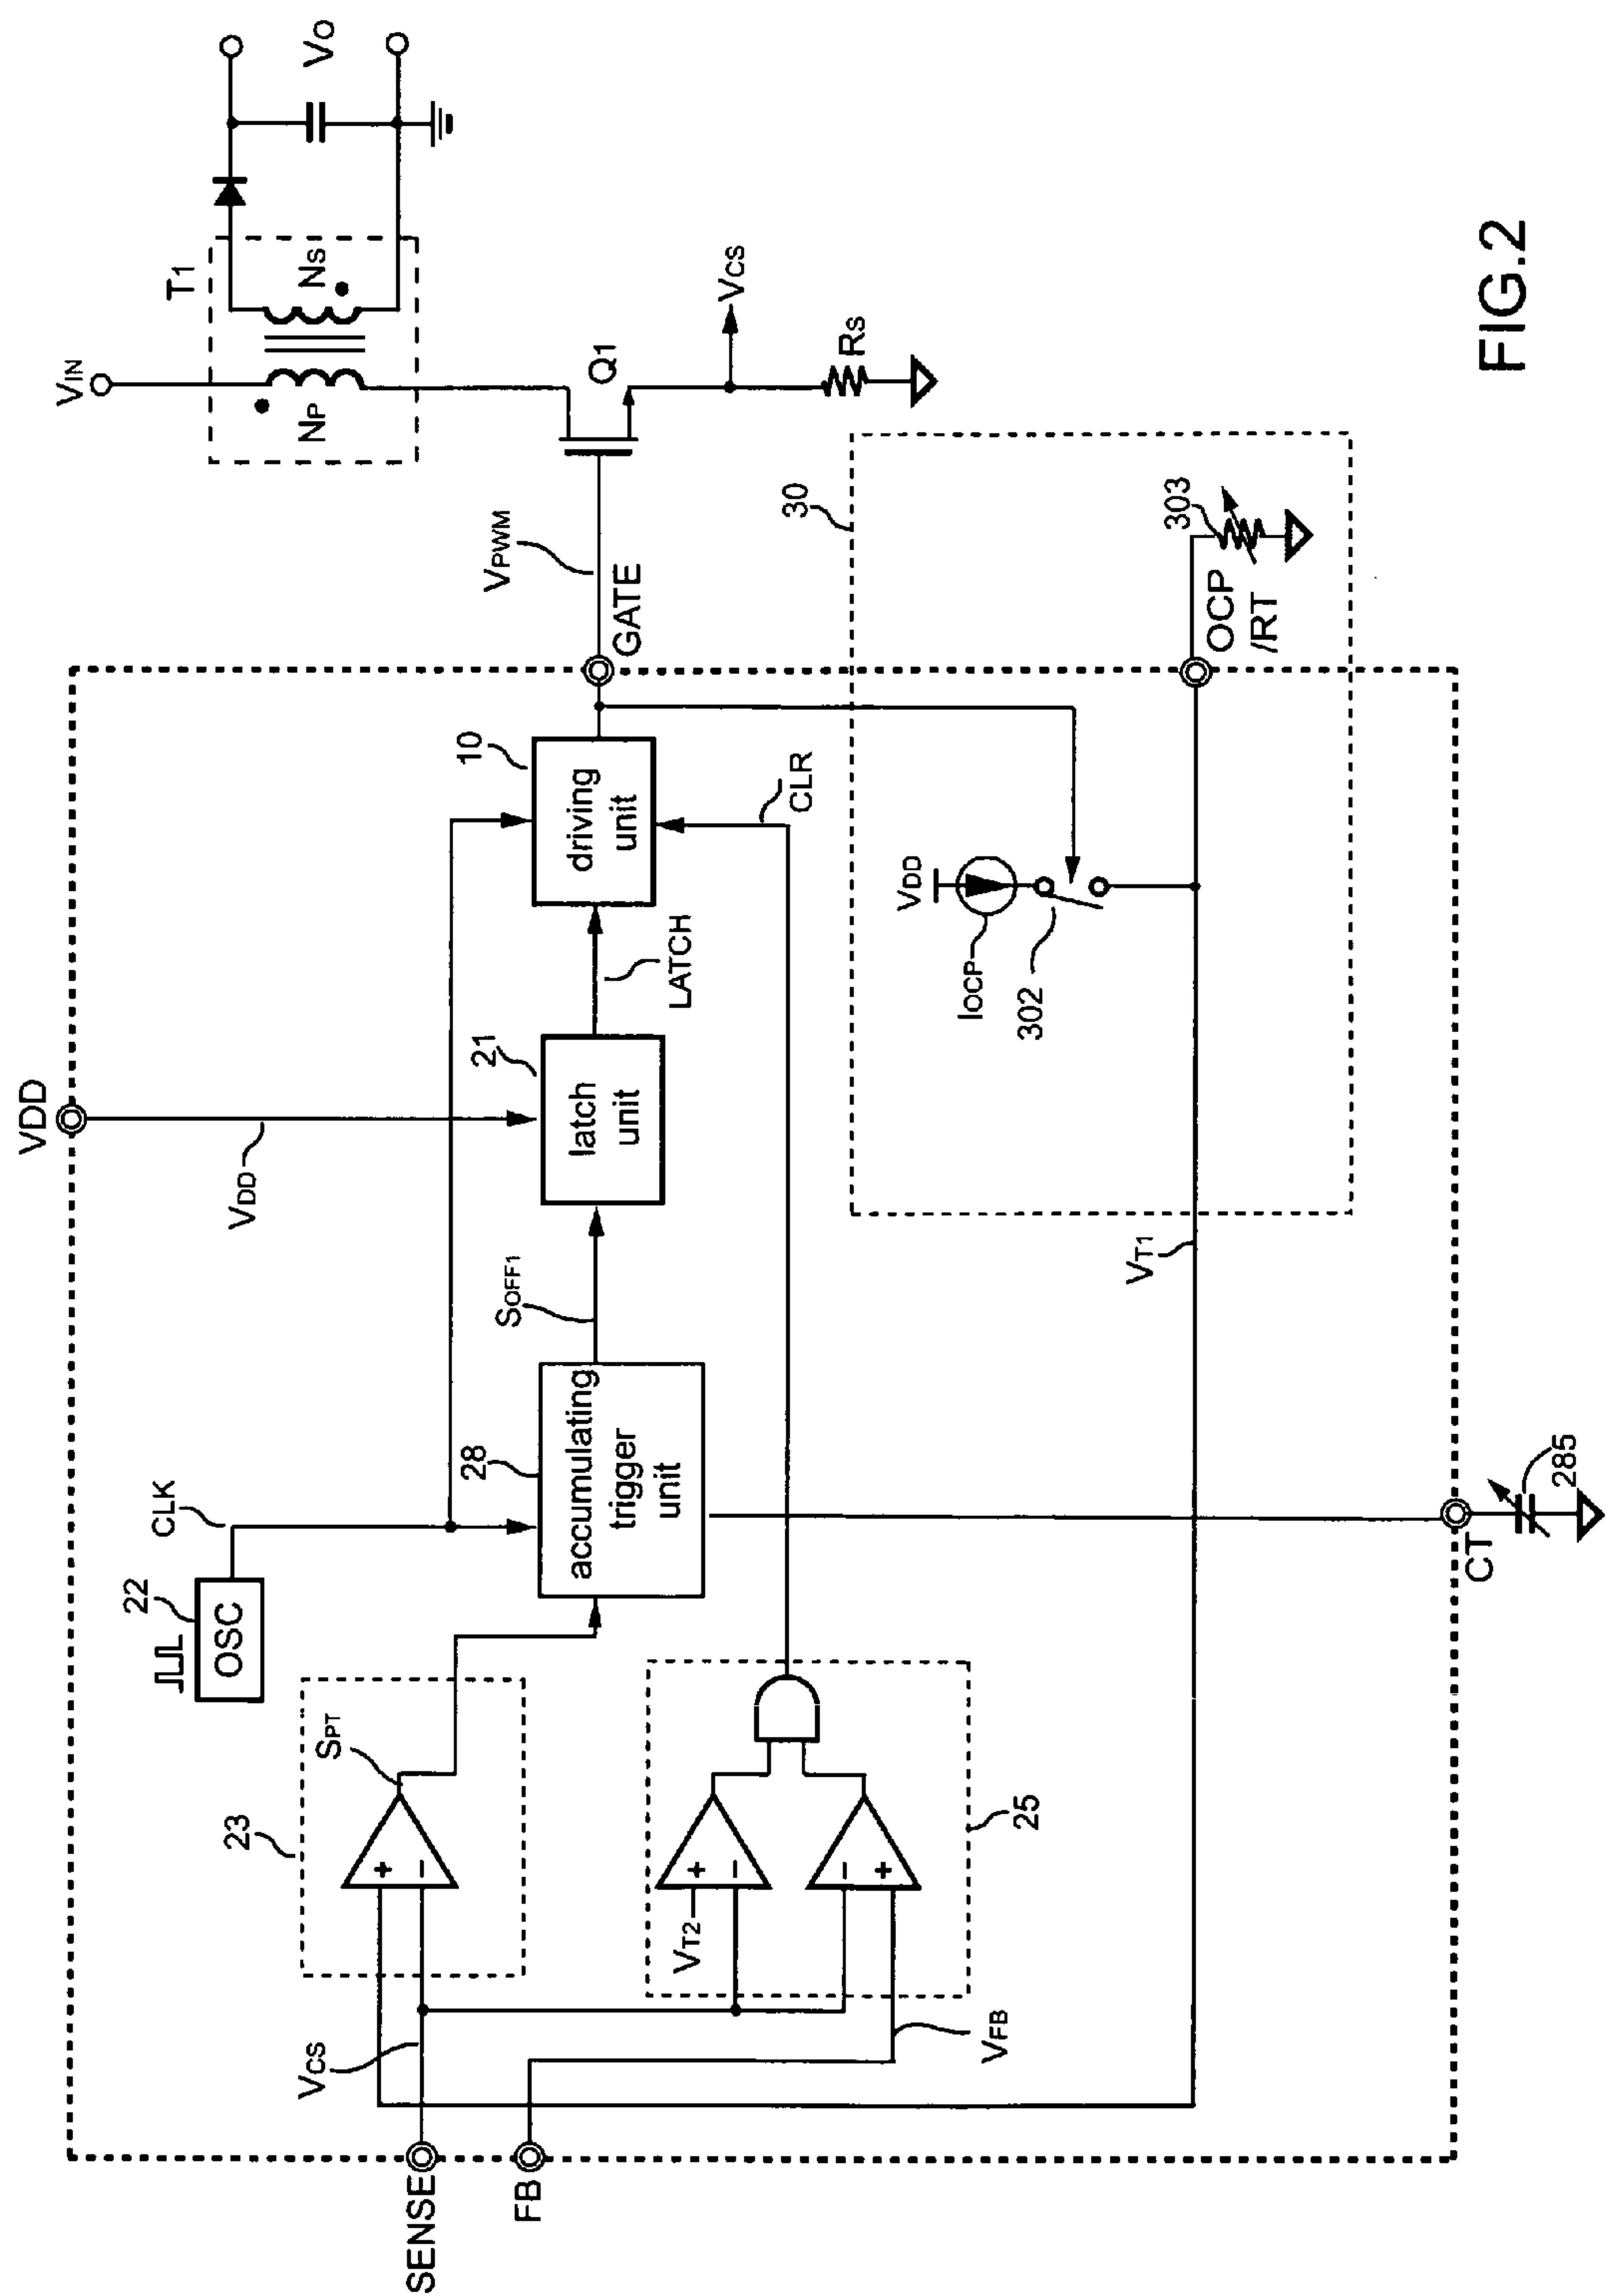 VIN
T1
NP
NS
VO
Q1
VCS
RS
VPWM
GATE
VDD
VDD
10
driving
unit
CLR
21
latch
unit
LATCH
CLK
22
OSC
28
accumulating
trigger
unit
SOFF1
23
SPT
+
−
25
VT2
+
−
−
+
VCS
VFB
SENSE
FB
30
VDD
IOCP
302
303
OCP
/RT
VT1
CT
285
FIG.2